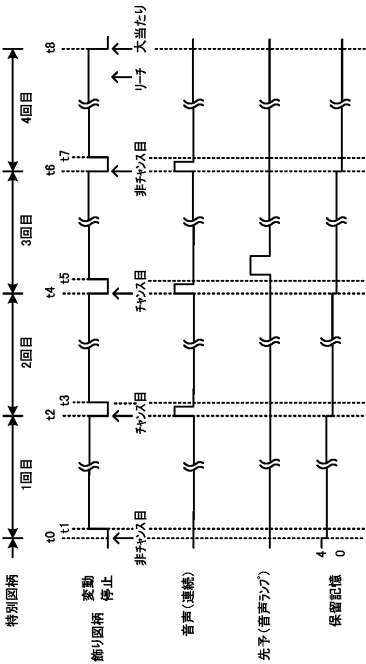 特別図柄
1回目
2回目
3回目
4回目
t0
t1
t2
t3
t4
t5
t6
t7
t8
飾り図柄
変動
停止
非チャンス目
チャンス目
チャンス目
非チャンス目
リーチ
大当たり
音声(連続)
先予(音声ランプ)
保留記憶
4
0